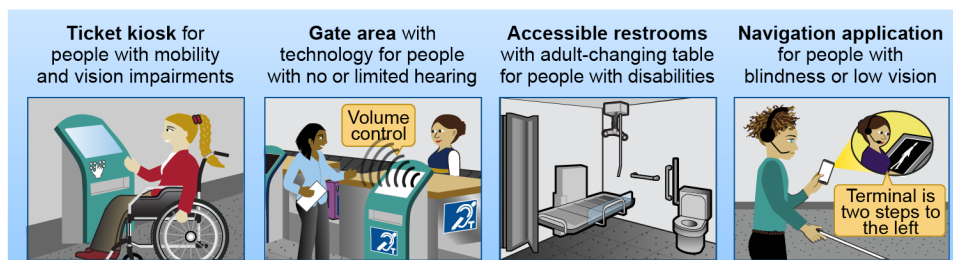 Ticket kiosk for
people with mobility
and vision impairments
Gate area with
technology for people
with no or limited hearing
Volume
control
T
Accessible restrooms
with adult-changing table
for people with disabilities
Navigation application
for people with
blindness or low vision
Terminal is
two steps to
the left